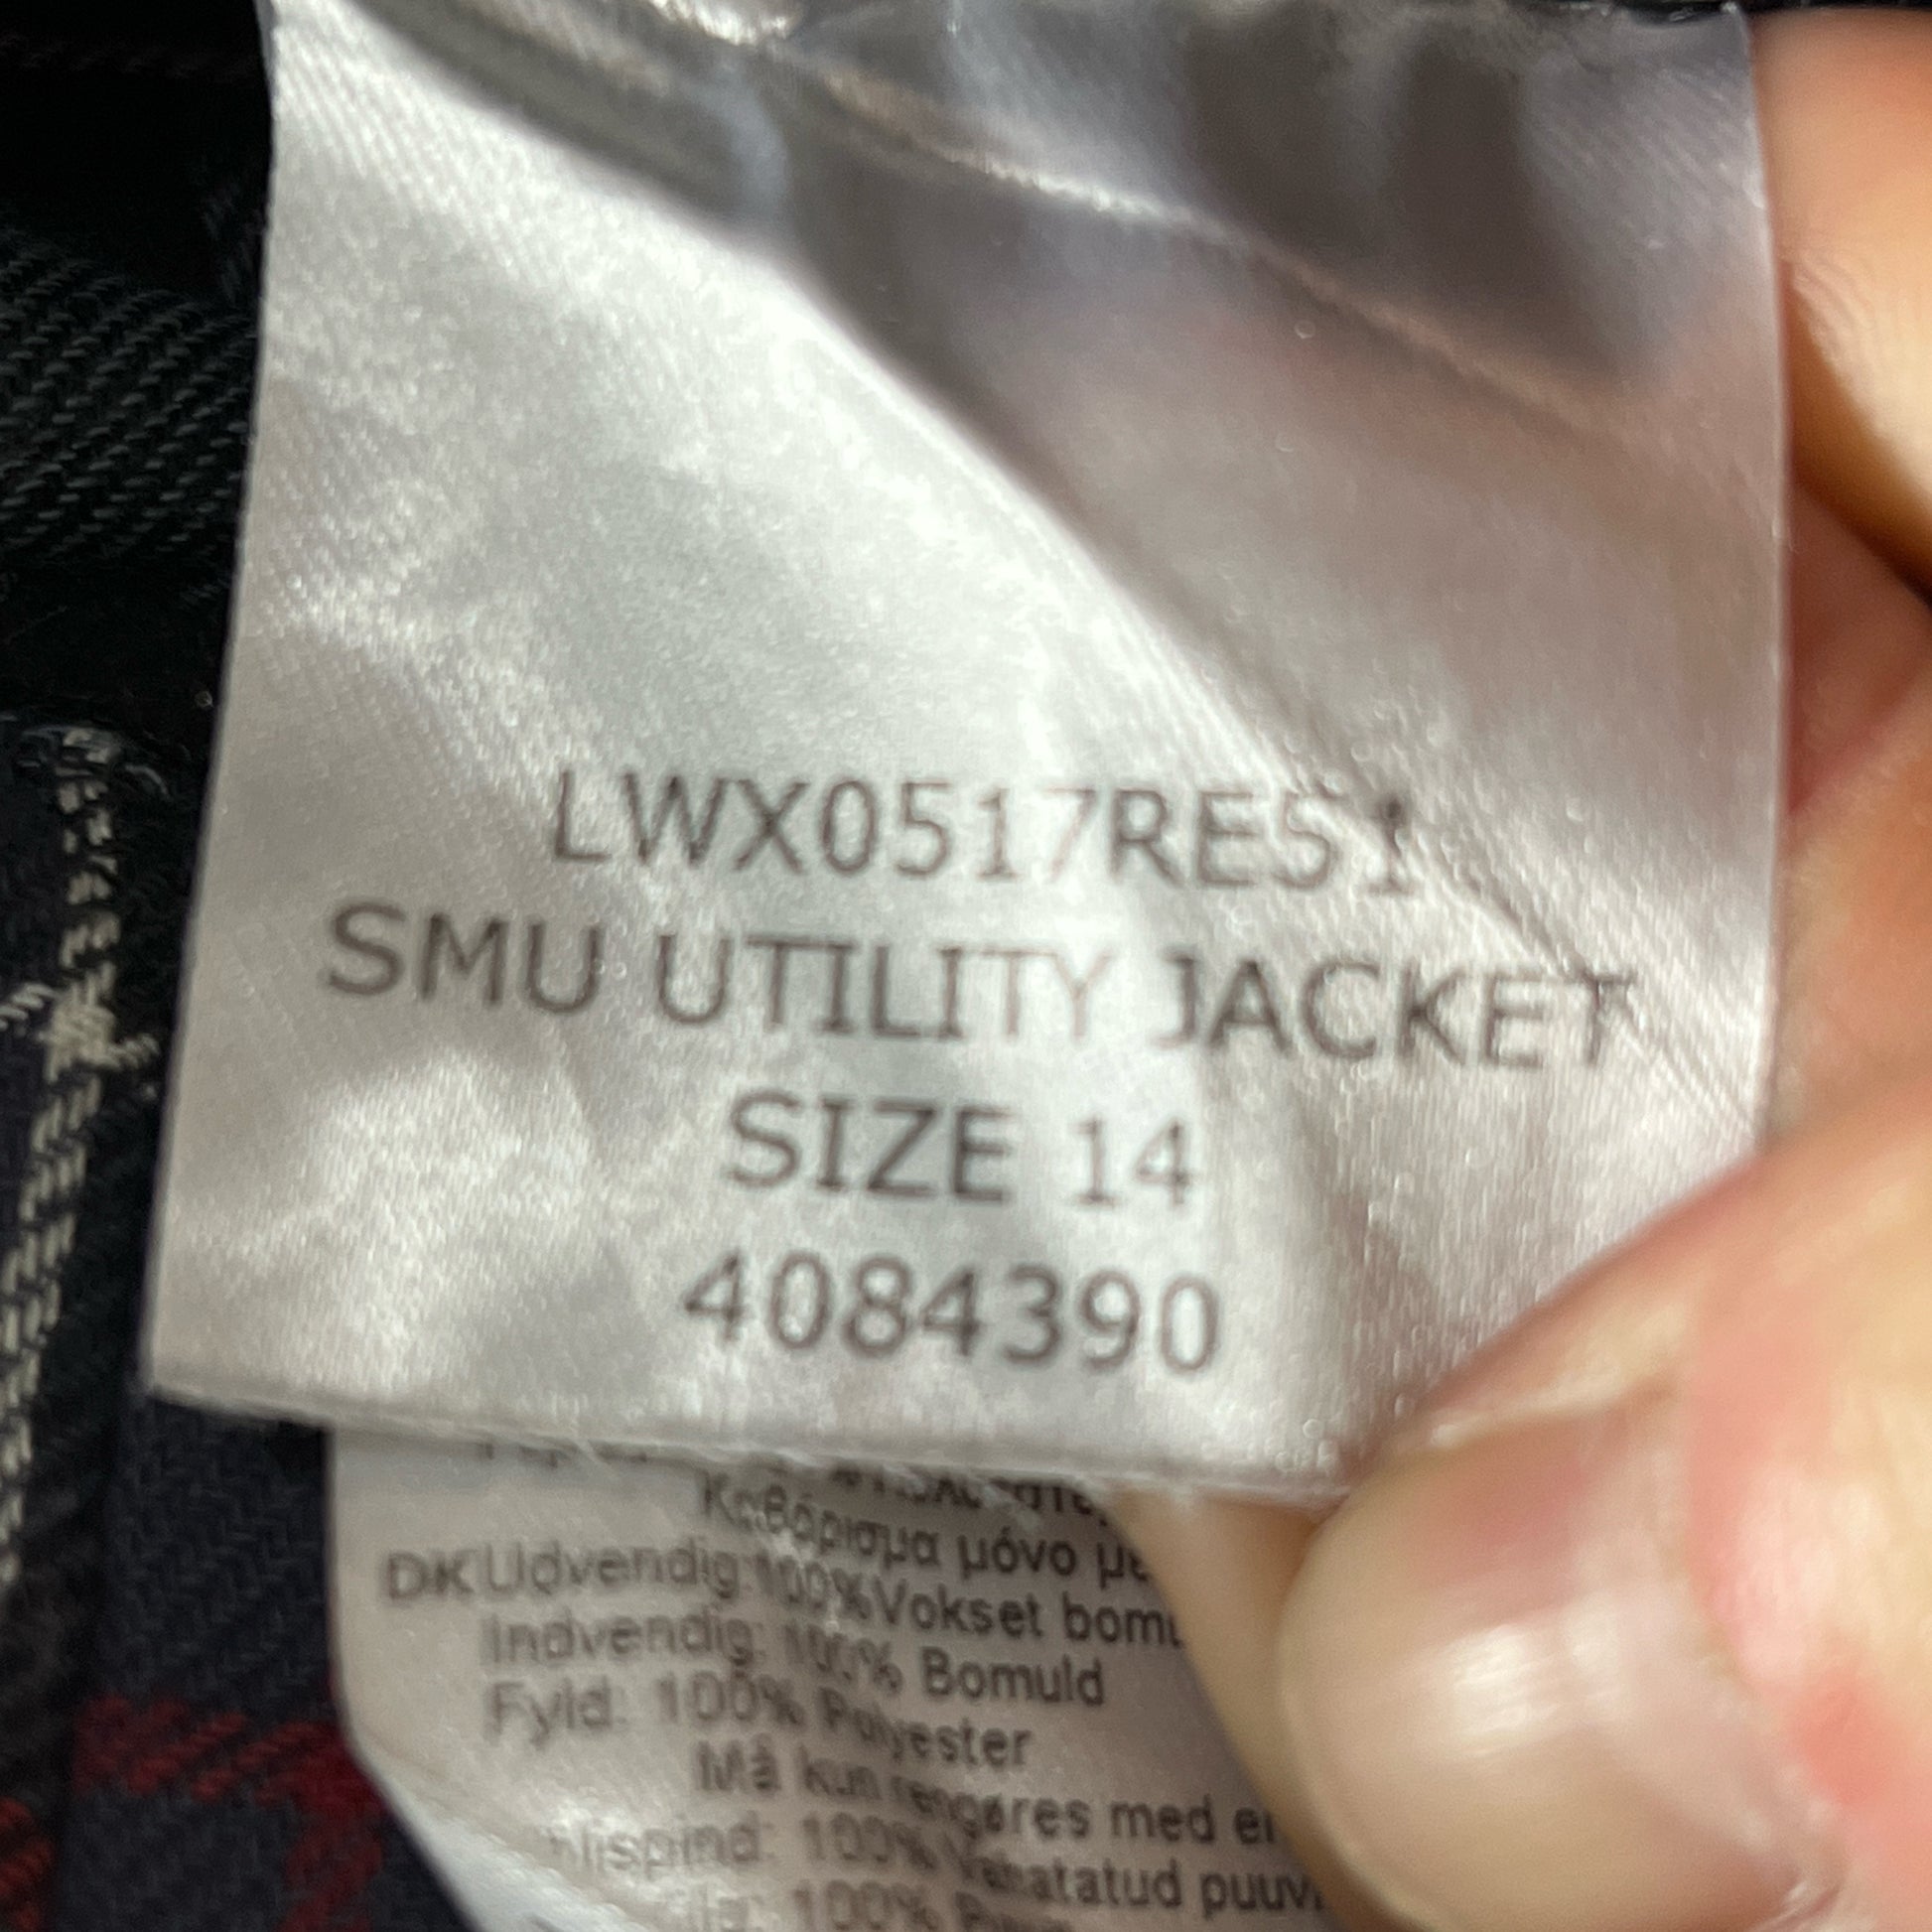 LWX0517RE51
SMU UTILITY JACKET
SIZE 14
4084390
Καθάρισμα μόνο με
DK Udvendig:100%Vokset bomu
Indvendig: 100% Bomuld
Fyld: 100% Polyester
Må kun rengøres med en
100% Vahatatud puuvi
100%